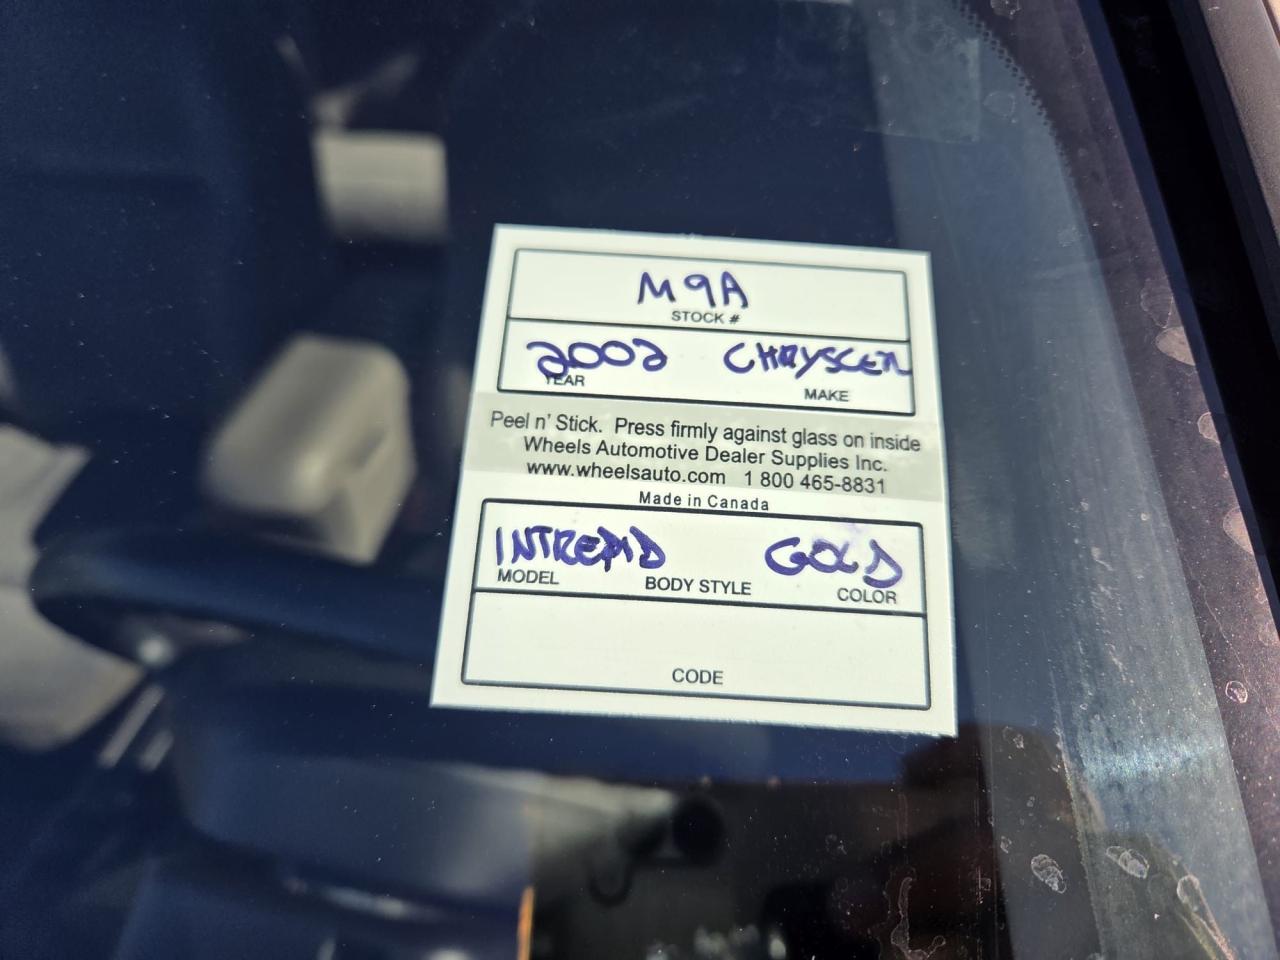 M9A
STOCK #
2002 CHRYSLER
YEAR MAKE
Peel n' Stick. Press firmly against glass on inside
Wheels Automotive Dealer Supplies Inc.
www.wheelsauto.com 1 800 465-8831
Made in Canada
INTREPID GOLD
MODEL BODY STYLE COLOR
CODE